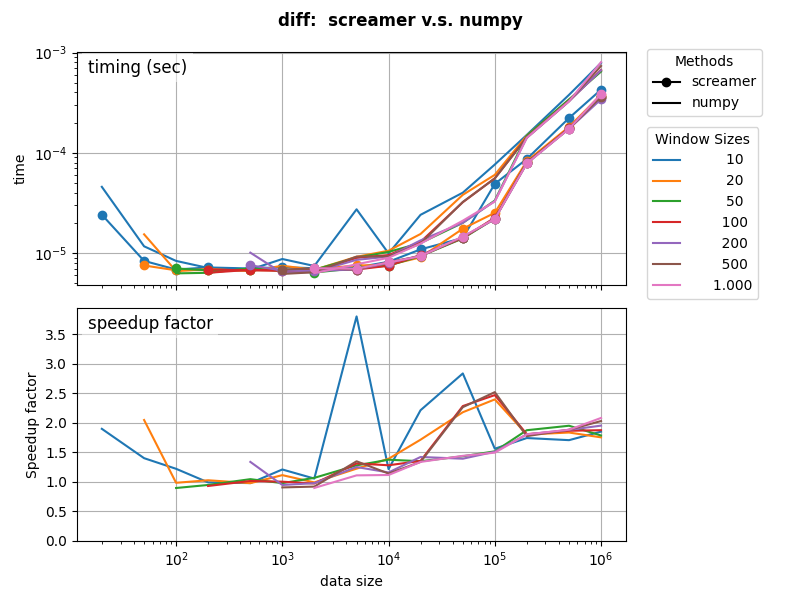 diff:  screamer v.s. numpy
timing (sec)
time
10⁻³
10⁻⁴
10⁻⁵
Methods
screamer
numpy
Window Sizes
10
20
50
100
200
500
1.000
speedup factor
Speedup factor
3.5
3.0
2.5
2.0
1.5
1.0
0.5
0.0
10² 10³ 10⁴ 10⁵ 10⁶
data size